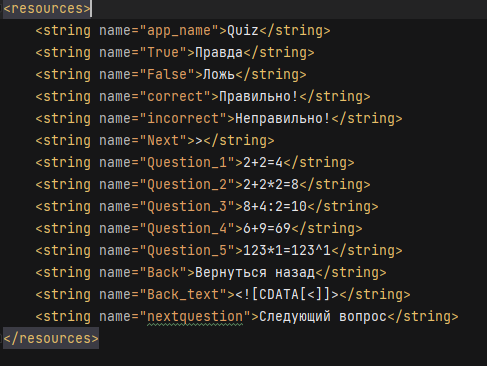 <resources>
<string name="app_name">Quiz</string>
<string name="True">Правда</string>
<string name="False">Ложь</string>
<string name="correct">Правильно!</string>
<string name="incorrect">Неправильно!</string>
<string name="Next">></string>
<string name="Question_1">2+2=4</string>
<string name="Question_2">2+2*2=8</string>
<string name="Question_3">8+4:2=10</string>
<string name="Question_4">6+9=69</string>
<string name="Question_5">123*1=123^1</string>
<string name="Back">Вернуться назад</string>
<string name="Back_text"><![CDATA[<]]></string>
<string name="nextquestion">Следующий вопрос</string>
</resources>